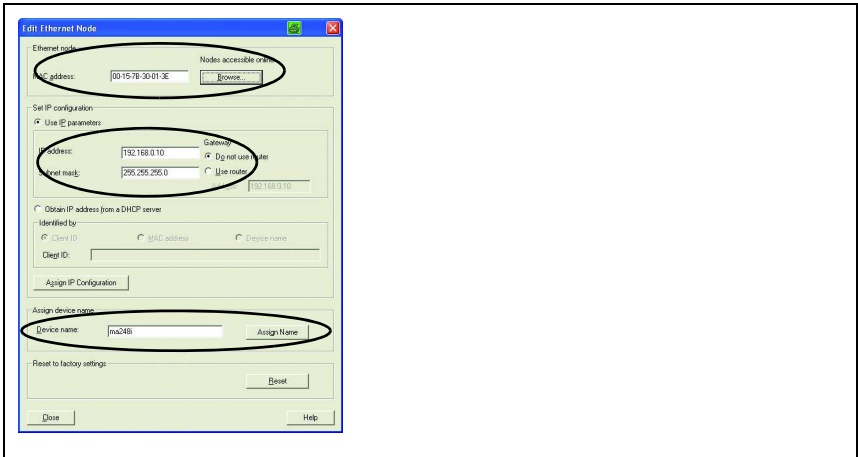 Edit Ethernet Node
Ethernet node
Nodes accessible online
MAC address:
00-15-7B-30-01-3E
Browse...
Set IP configuration
Use IP parameters
Gateway
IP address:
192.168.0.10
Do not use router
Subnet mask:
255.255.255.0
Use router
192.168.0.10
Obtain IP address from a DHCP server
Identified by
Client ID
MAC address
Device name
Client ID:
Assign IP Configuration
Assign device name
Device name:
ma248i
Assign Name
Reset to factory settings
Reset
Close
Help